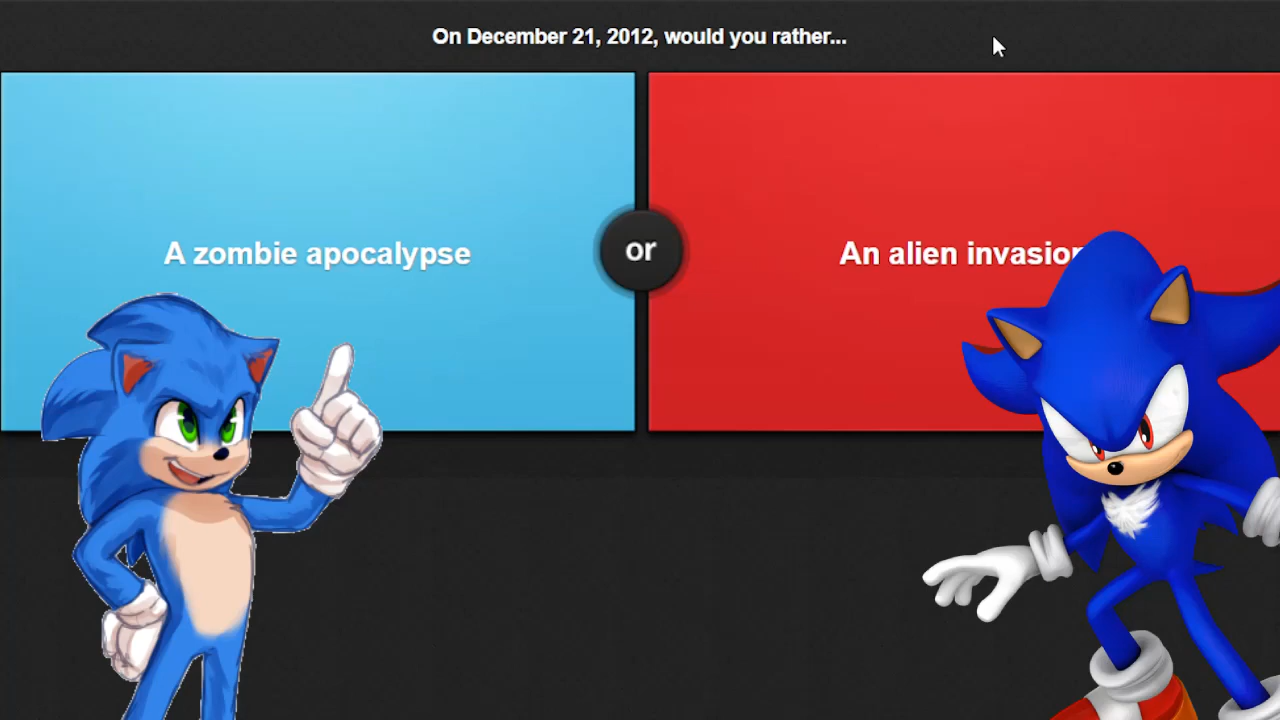 On December 21, 2012, would you rather...
A zombie apocalypse
or
An alien invasion